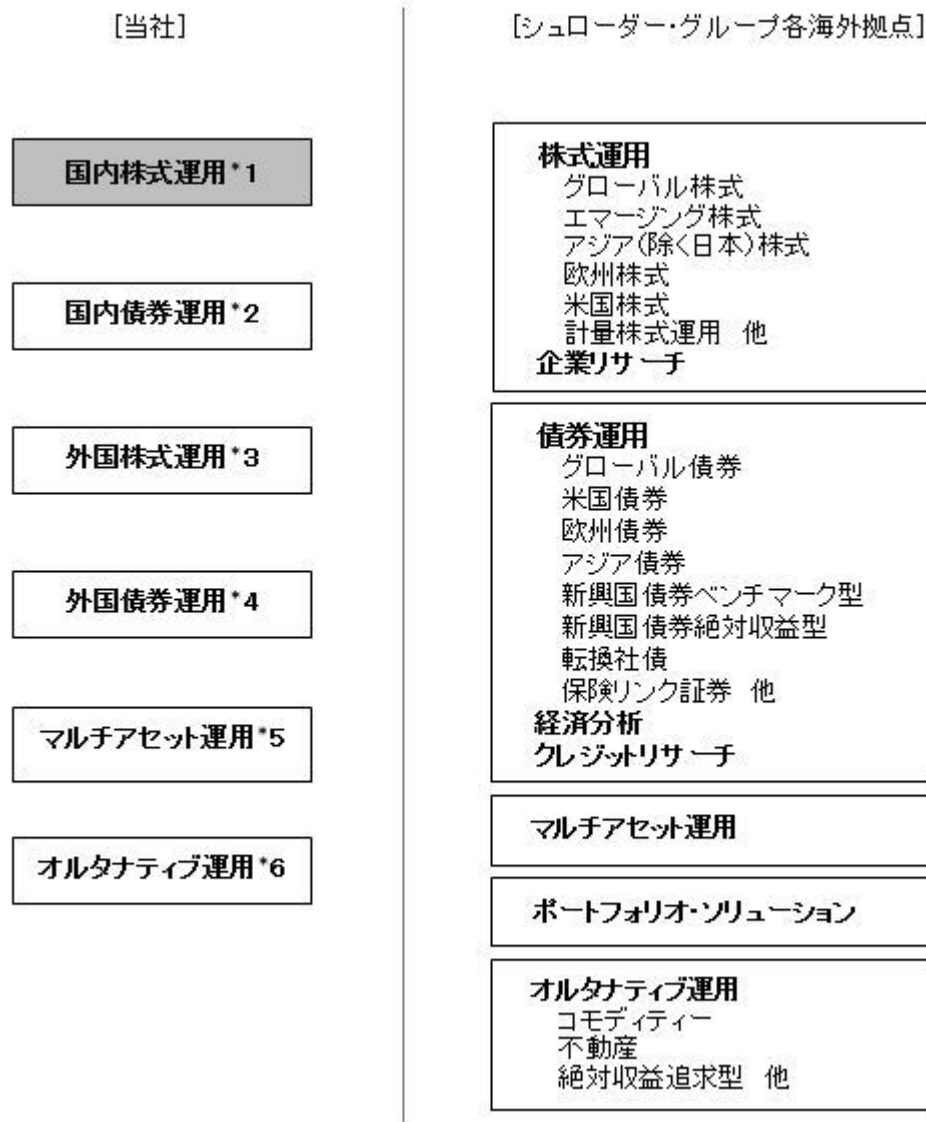 [当社]
国内株式運用*1
国内債券運用*2
外国株式運用*3
外国債券運用*4
マルチアセット運用*5
オルタナティブ運用*6
[シュローダー・グループ各海外拠点]
株式運用
グローバル株式
エマージング株式
アジア(除く日本)株式
欧州株式
米国株式
計量株式運用 他
企業リサーチ
債券運用
グローバル債券
米国債券
欧州債券
アジア債券
新興国債券ベンチマーク型
新興国債券絶対収益型
転換社債
保険リンク証券 他
経済分析
クレジットリサーチ
マルチアセット運用
ポートフォリオ・ソリューション
オルタナティブ運用
コモディティー
不動産
絶対収益追求型 他